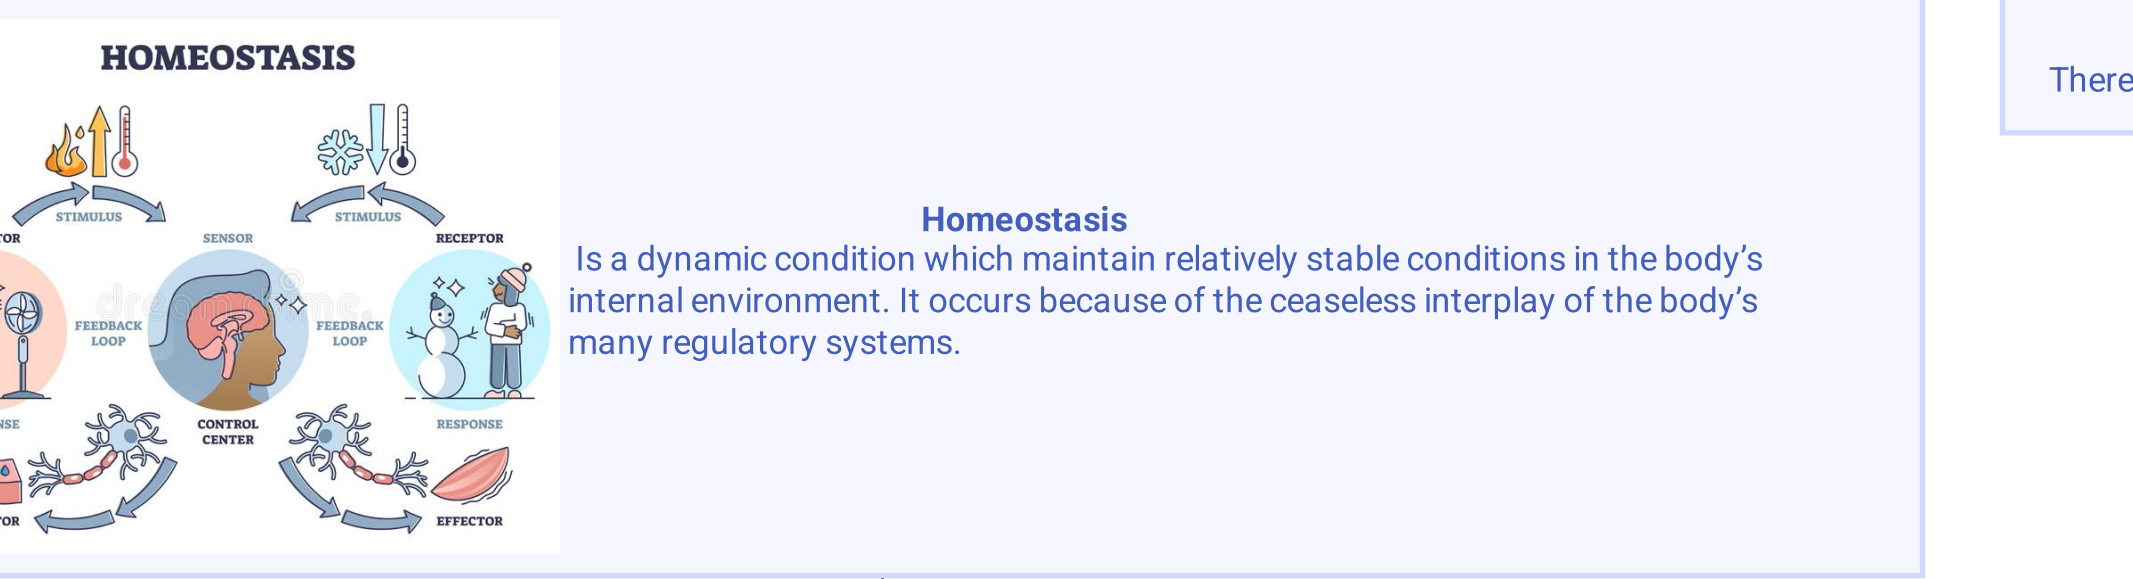 HOMEOSTASIS
STIMULUS
STIMULUS
SENSOR
RECEPTOR
FEEDBACK
LOOP
FEEDBACK
LOOP
CONTROL
CENTER
RESPONSE
EFFECTOR
Homeostasis
Is a dynamic condition which maintain relatively stable conditions in the body’s
internal environment. It occurs because of the ceaseless interplay of the body’s
many regulatory systems.
There